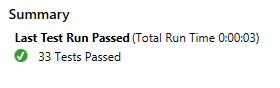 Summary
Last Test Run Passed (Total Run Time 0:00:03)
33 Tests Passed